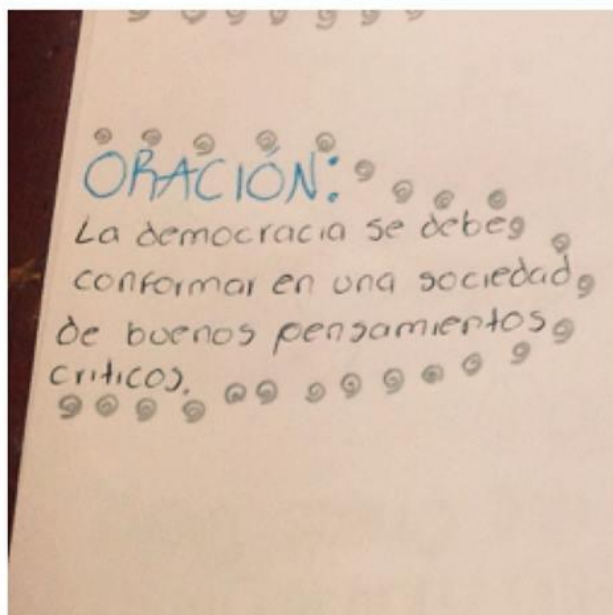 ORACIÓN:
La democracia se debe
conformar en una sociedad
de buenos pensamientos
criticos.